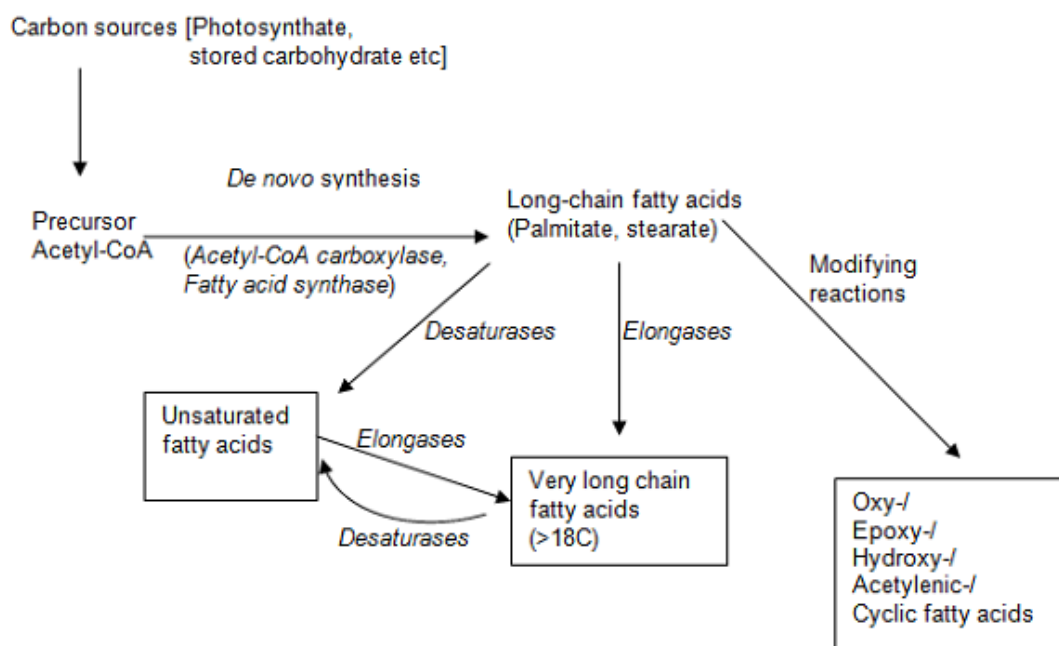 Carbon sources [Photosynthate,
stored carbohydrate etc]
De novo synthesis
Precursor
Acetyl-CoA
(Acetyl-CoA carboxylase,
Fatty acid synthase)
Long-chain fatty acids
(Palmitate, stearate)
Modifying
reactions
Desaturases
Elongases
Unsaturated
fatty acids
Elongases
Desaturases
Very long chain
fatty acids
(>18C)
Oxy-/
Epoxy-/
Hydroxy-/
Acetylenic-/
Cyclic fatty acids